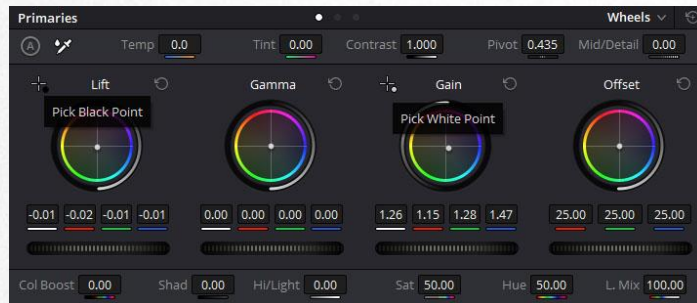 Primaries Wheels
A Temp 0.0 Tint 0.00 Contrast 1.000 Pivot 0.435 Mid/Detail 0.00
Lift Gamma Gain Offset
Pick Black Point Pick White Point
-0.01 -0.02 -0.01 -0.01 0.00 0.00 0.00 0.00 1.26 1.15 1.28 1.47 25.00 25.00 25.00
Col Boost 0.00 Shad 0.00 Hi/Light 0.00 Sat 50.00 Hue 50.00 L. Mix 100.00